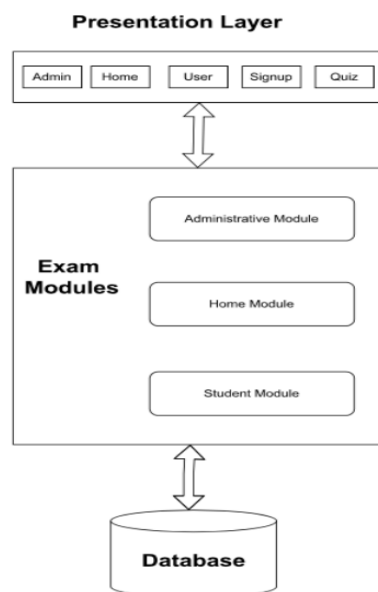 Presentation Layer
Admin Home User Signup Quiz
Administrative Module
Exam
Modules
Home Module
Student Module
Database